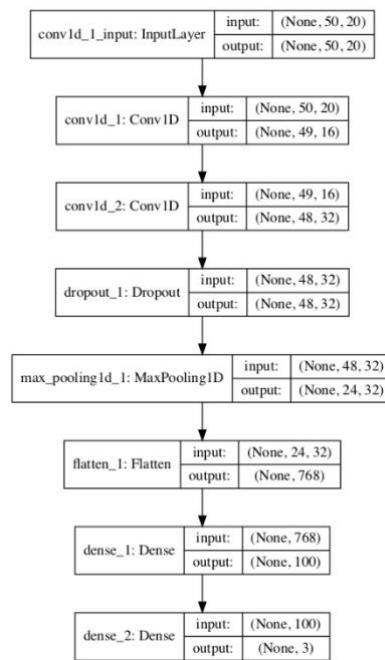 conv1d_1_input: InputLayer
input: (None, 50, 20)
output: (None, 50, 20)
conv1d_1: Conv1D
input: (None, 50, 20)
output: (None, 49, 16)
conv1d_2: Conv1D
input: (None, 49, 16)
output: (None, 48, 32)
dropout_1: Dropout
input: (None, 48, 32)
output: (None, 48, 32)
max_pooling1d_1: MaxPooling1D
input: (None, 48, 32)
output: (None, 24, 32)
flatten_1: Flatten
input: (None, 24, 32)
output: (None, 768)
dense_1: Dense
input: (None, 768)
output: (None, 100)
dense_2: Dense
input: (None, 100)
output: (None, 3)